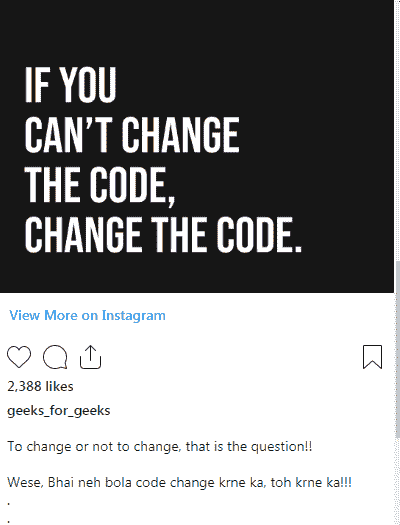 IF YOU
CAN'T CHANGE
THE CODE,
CHANGE THE CODE.
View More on Instagram
2,388 likes
geeks_for_geeks
To change or not to change, that is the question!!
Wese, Bhai neh bola code change krne ka, toh krne ka!!!
.
.